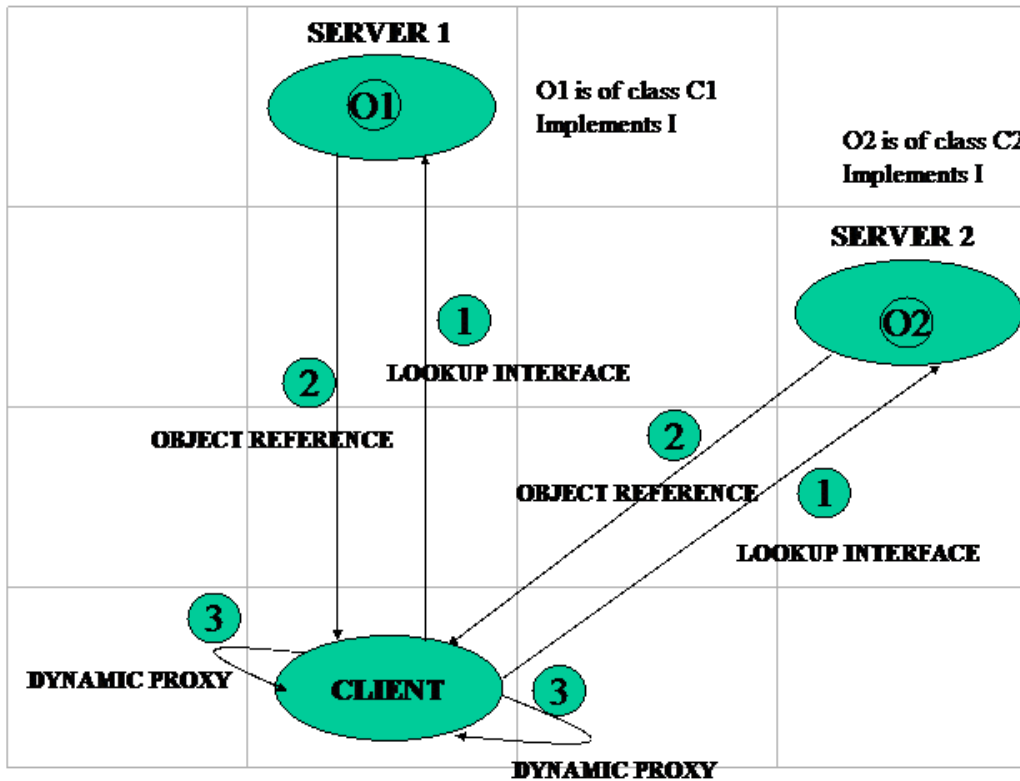 SERVER 1
O1
O1 is of class C1
Implements I
O2 is of class C2
Implements I
SERVER 2
O2
1
LOOKUP INTERFACE
2
OBJECT REFERENCE
2
OBJECT REFERENCE
1
LOOKUP INTERFACE
3
DYNAMIC PROXY
CLIENT
3
DYNAMIC PROXY